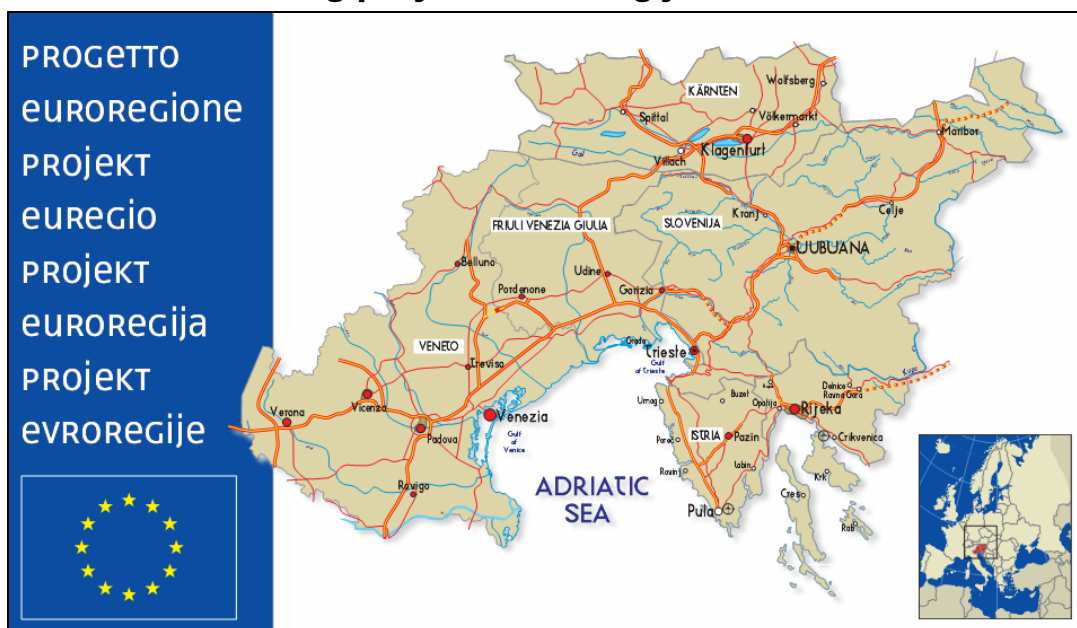 PROGETTO
EUROREGIONE
PROJEKT
EUREGIO
PROJEKT
EUROREGIJA
PROJEKT
EVROREGIJE
KÄRNTEN
Wolfsberg
Spittal
Völkermarkt
Villach
Klagenfurt
Maribor
Celje
Kranj
FRIULI VENEZIA GIULIA
SLOVENIJA
LJUBLJANA
Belluno
Udine
Pordenone
Gorizia
VENETO
Treviso
Grado
Trieste
Gulf
of Trieste
Verona
Vicenza
Padova
Venezia
Gulf
of
Venice
Rovigo
ADRIATIC
SEA
Umag
Buzet
Opatija
Rijeka
Delnice
Ravna Gora
Crikvenica
Poreč
ISTRIA
Pazin
Rovinj
Labin
Krk
Cres
Pula
Rab